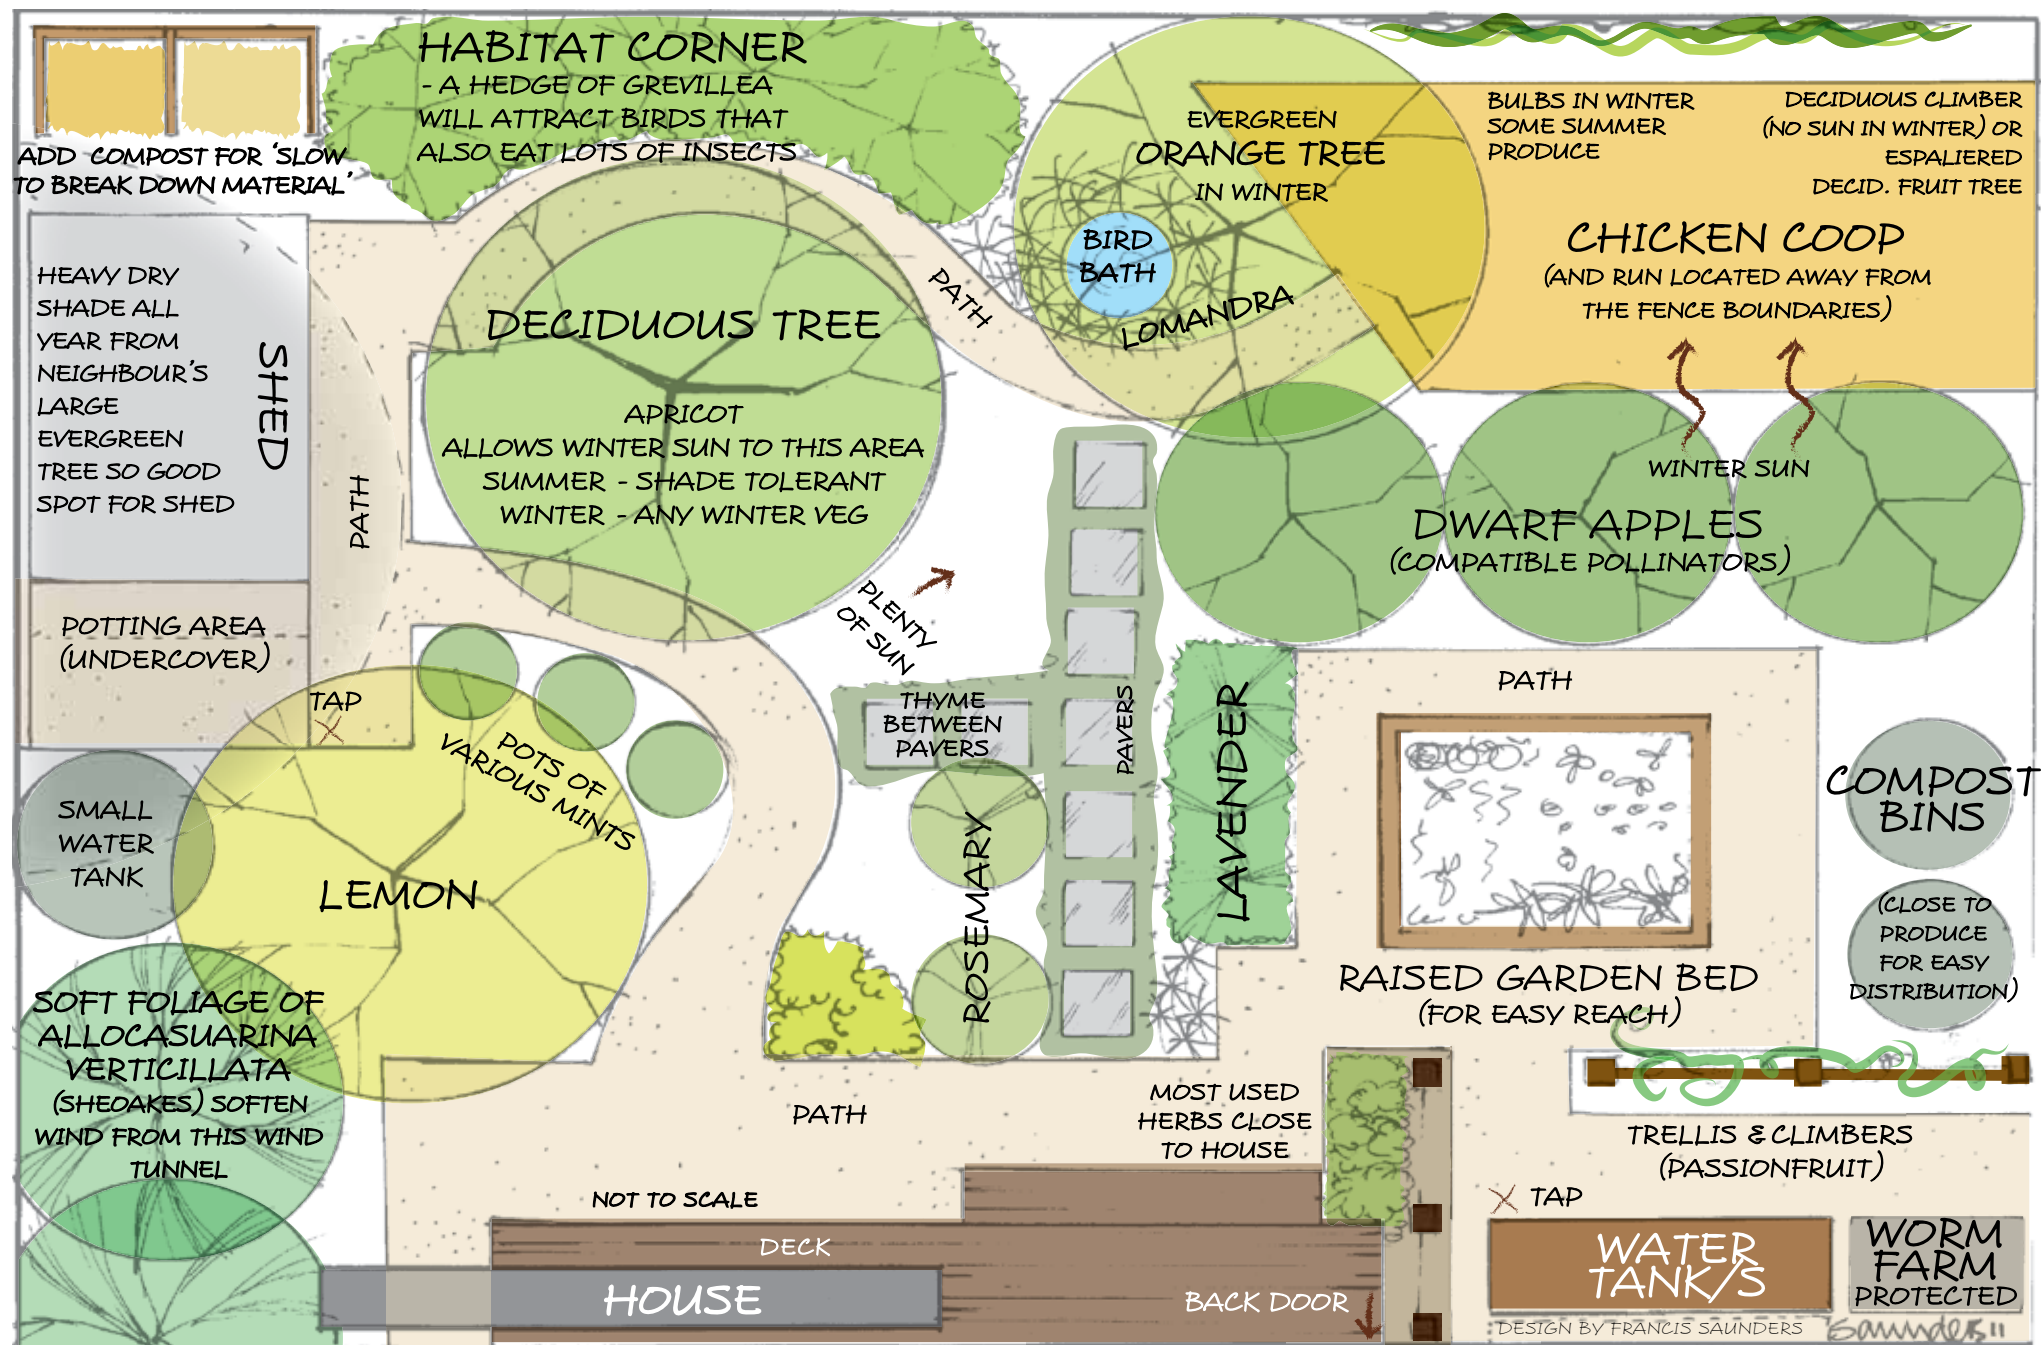 HABITAT CORNER
- A HEDGE OF GREVILLEA
WILL ATTRACT BIRDS THAT
ALSO EAT LOTS OF INSECTS
ADD COMPOST FOR 'SLOW
TO BREAK DOWN MATERIAL'
EVERGREEN
ORANGE TREE
IN WINTER
BULBS IN WINTER
SOME SUMMER
PRODUCE
DECIDUOUS CLIMBER
(NO SUN IN WINTER) OR
ESPALIERED
DECID. FRUIT TREE
CHICKEN COOP
(AND RUN LOCATED AWAY FROM
THE FENCE BOUNDARIES)
BIRD
BATH
LOMANDRA
PATH
HEAVY DRY
SHADE ALL
YEAR FROM
NEIGHBOUR'S
LARGE
EVERGREEN
TREE SO GOOD
SPOT FOR SHED
SHED
PATH
DECIDUOUS TREE
APRICOT
ALLOWS WINTER SUN TO THIS AREA
SUMMER - SHADE TOLERANT
WINTER - ANY WINTER VEG
WINTER SUN
DWARF APPLES
(COMPATIBLE POLLINATORS)
PLENTY
OF SUN
POTTING AREA
(UNDERCOVER)
TAP
POTS OF
VARIOUS MINTS
THYME
BETWEEN
PAVERS
PAVERS
LAVENDER
PATH
COMPOST
BINS
(CLOSE TO
PRODUCE
FOR EASY
DISTRIBUTION)
SMALL
WATER
TANK
LEMON
ROSEMARY
RAISED GARDEN BED
(FOR EASY REACH)
SOFT FOLIAGE OF
ALLOCASUARINA
VERTICILLATA
(SHEOAKES) SOFTEN
WIND FROM THIS WIND
TUNNEL
PATH
MOST USED
HERBS CLOSE
TO HOUSE
TRELLIS & CLIMBERS
(PASSIONFRUIT)
TAP
NOT TO SCALE
DECK
HOUSE
BACK DOOR
WATER
TANK/S
WORM
FARM
PROTECTED
DESIGN BY FRANCIS SAUNDERS
Saunders 11